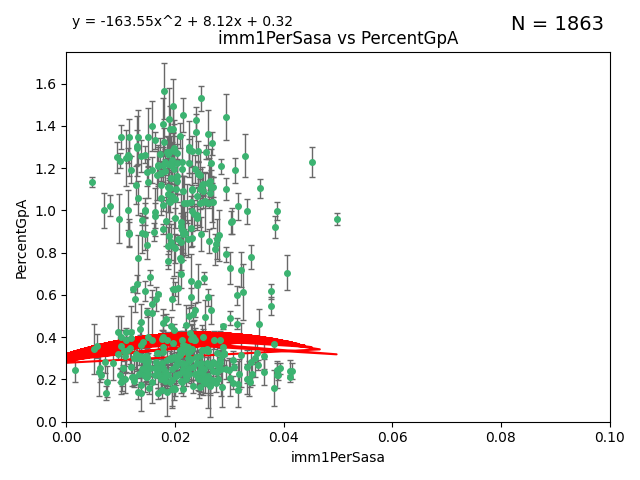 y = -163.55x^2 + 8.12x + 0.32
N = 1863
imm1PerSasa vs PercentGpA
PercentGpA
1.6
1.4
1.2
1.0
0.8
0.6
0.4
0.2
0.0
0.00 0.02 0.04 0.06 0.08 0.10
imm1PerSasa